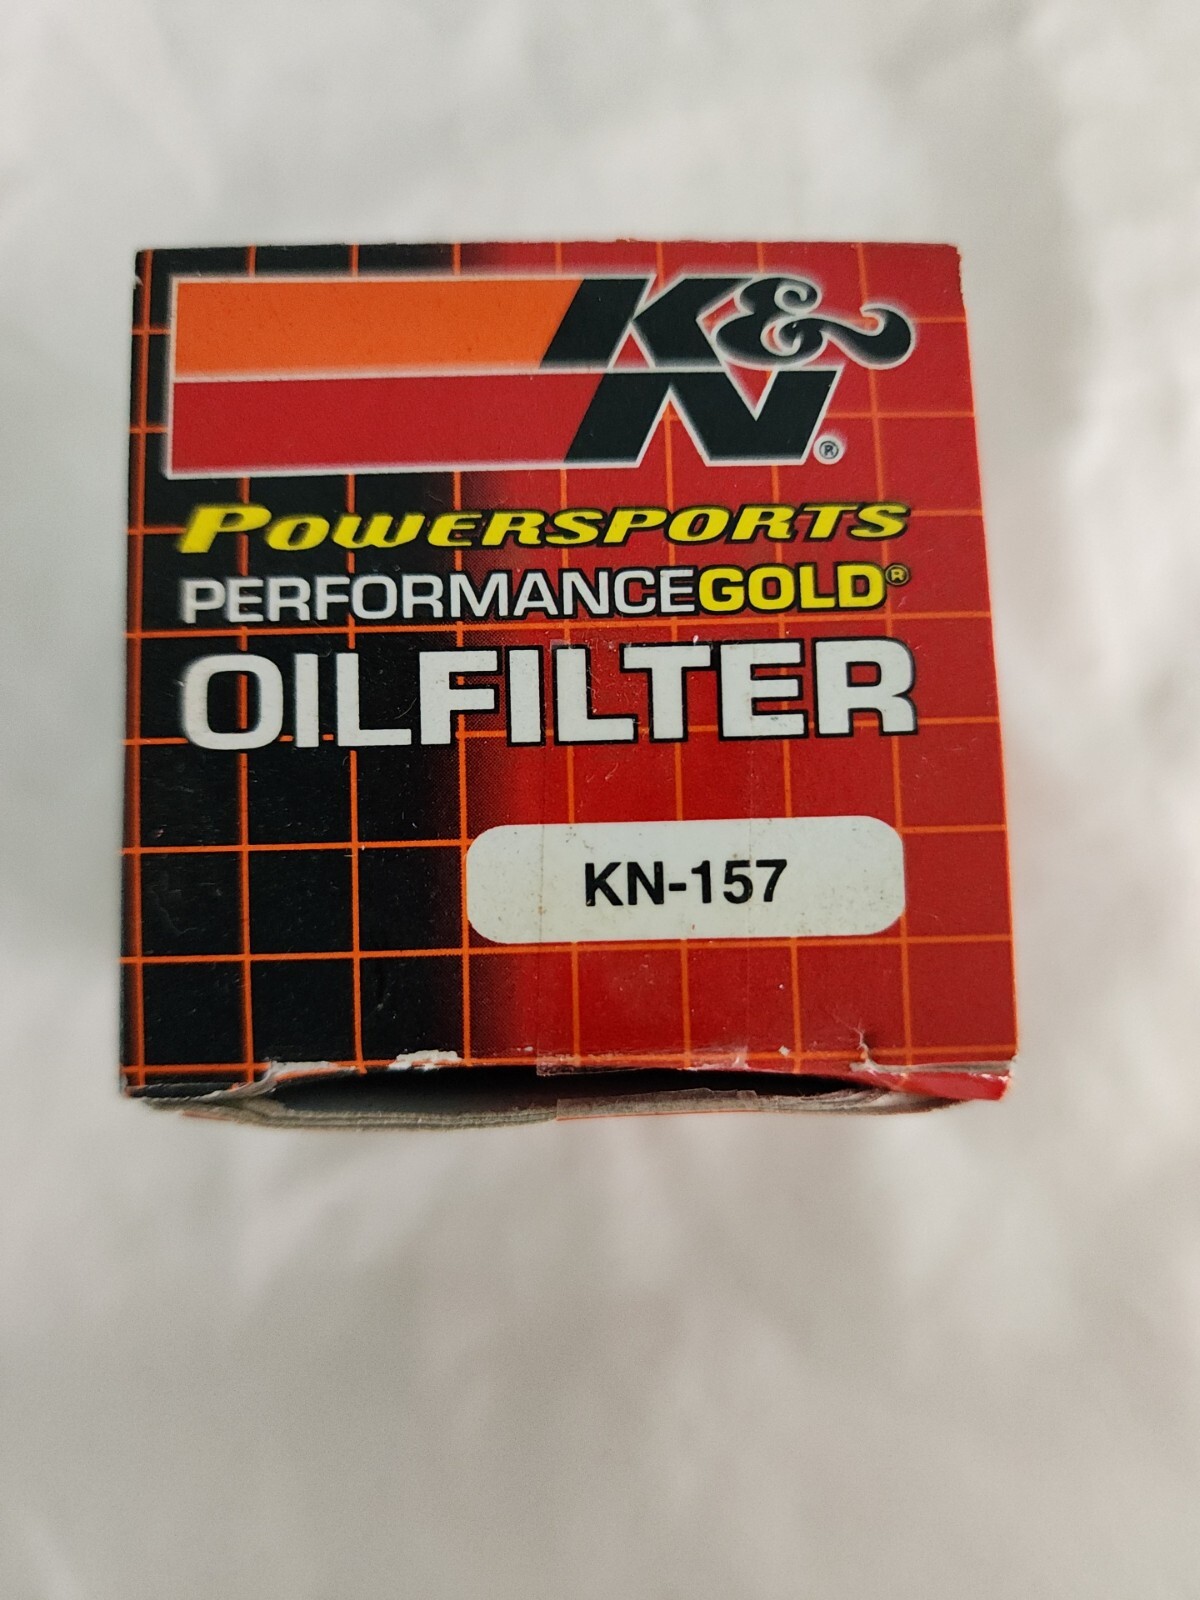 K&
N®
POWERSPORTS
PERFORMANCEGOLD®
OILFILTER
KN-157